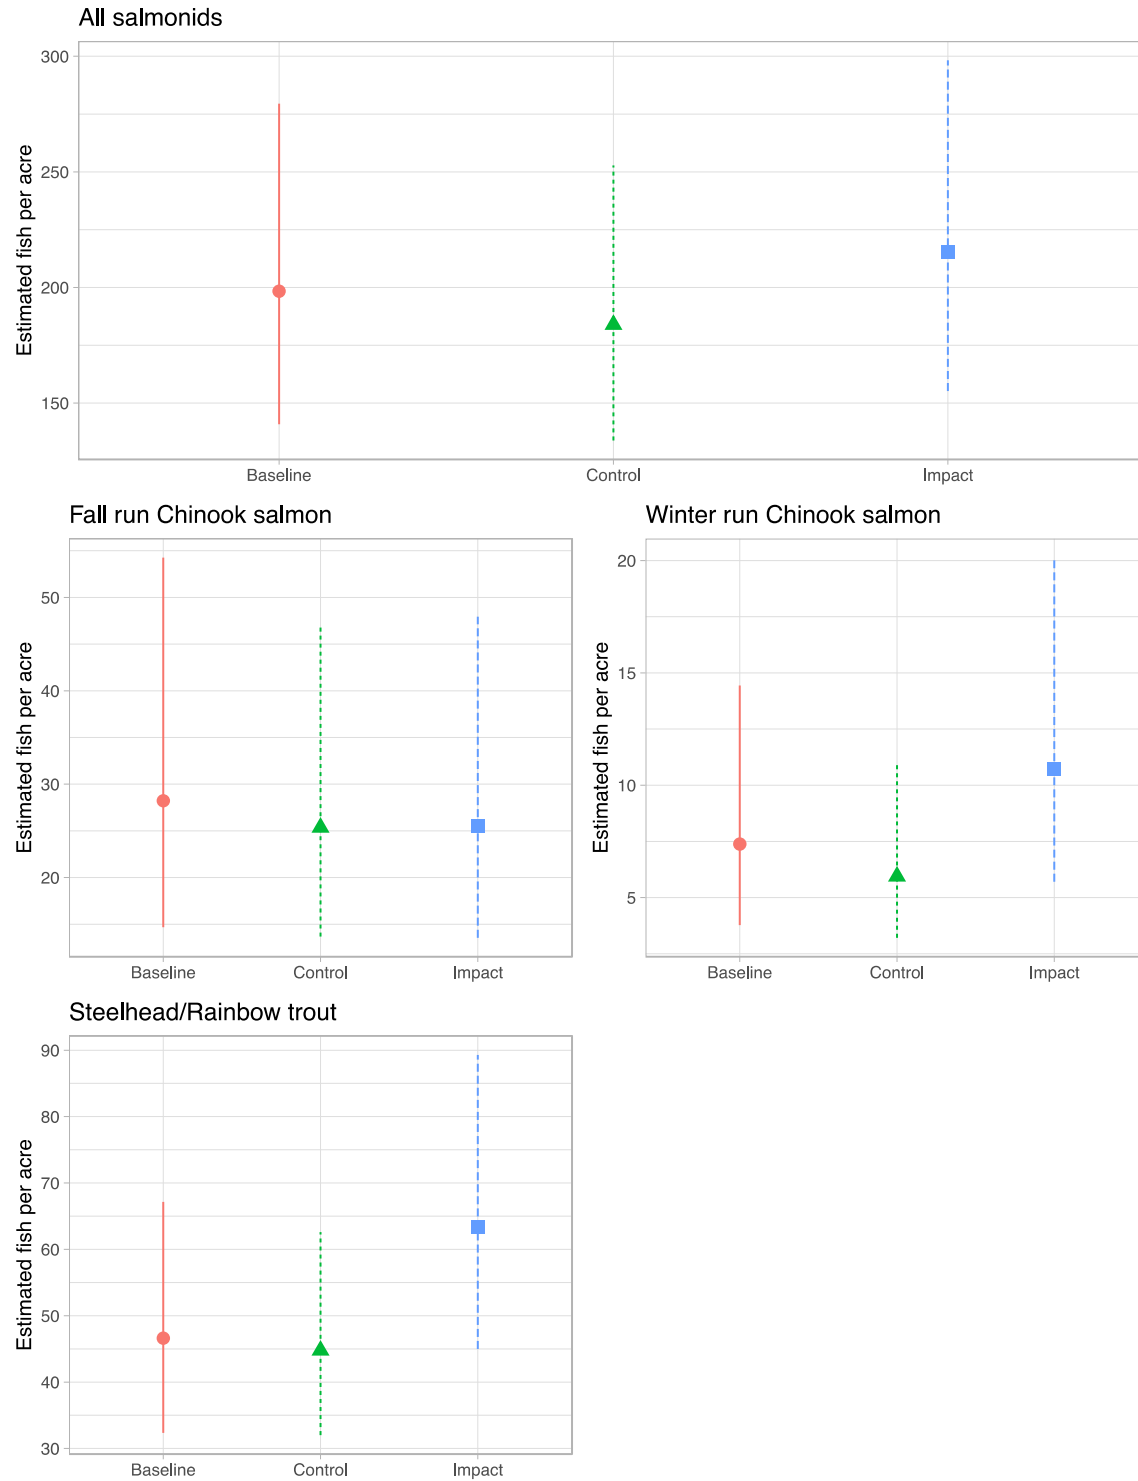 All salmonids
Estimated fish per acre
300
250
200
150
Baseline Control Impact
Fall run Chinook salmon
Estimated fish per acre
50
40
30
20
Baseline Control Impact
Winter run Chinook salmon
Estimated fish per acre
20
15
10
5
Baseline Control Impact
Steelhead/Rainbow trout
Estimated fish per acre
90
80
70
60
50
40
30
Baseline Control Impact